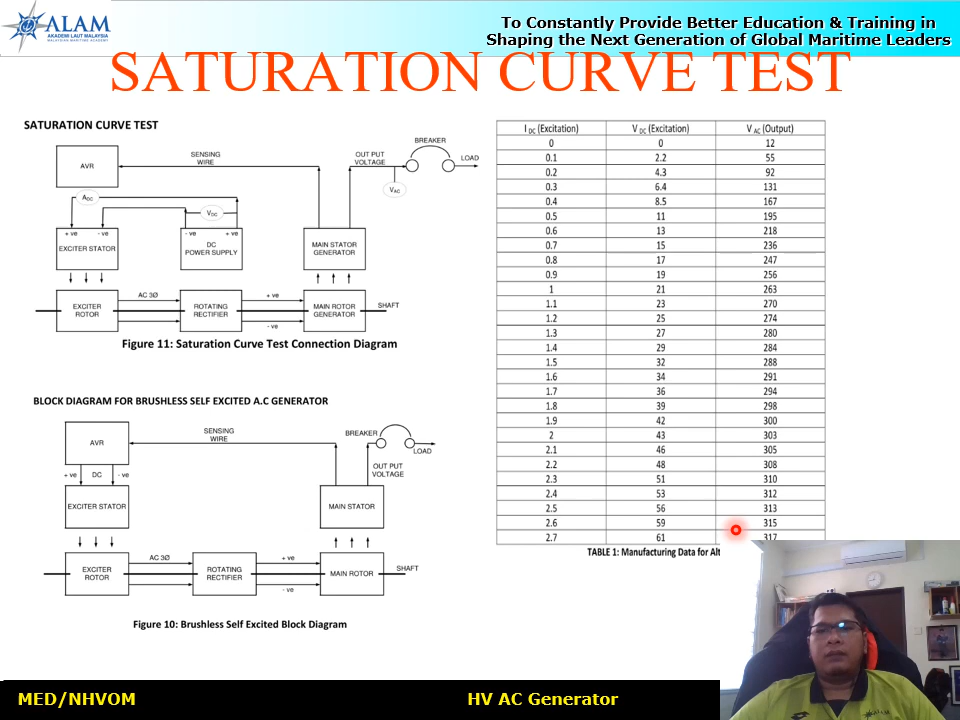 ALAM
AKADEMI LAUT MALAYSIA
MALAYSIAN MARITIME ACADEMY
To Constantly Provide Better Education & Training in
Shaping the Next Generation of Global Maritime Leaders
SATURATION CURVE TEST
SATURATION CURVE TEST
AVR
SENSING
WIRE
OUT PUT
VOLTAGE
BREAKER
LOAD
VAC
ADC
VDC
+ ve - ve
- ve + ve
EXCITER STATOR
DC
POWER SUPPLY
MAIN STATOR
GENERATOR
EXCITER
ROTOR
AC 3Ø
ROTATING
RECTIFIER
+ ve
- ve
MAIN ROTOR
GENERATOR
SHAFT
Figure 11: Saturation Curve Test Connection Diagram
BLOCK DIAGRAM FOR BRUSHLESS SELF EXCITED A.C GENERATOR
AVR
SENSING
WIRE
BREAKER
LOAD
OUT PUT
VOLTAGE
+ ve DC - ve
EXCITER STATOR
MAIN STATOR
EXCITER
ROTOR
AC 3Ø
ROTATING
RECTIFIER
+ ve
- ve
MAIN ROTOR
SHAFT
Figure 10: Brushless Self Excited Block Diagram
I DC (Excitation) V DC (Excitation) V AC (Output)
0 0 12
0.1 2.2 55
0.2 4.3 92
0.3 6.4 131
0.4 8.5 167
0.5 11 195
0.6 13 218
0.7 15 236
0.8 17 247
0.9 19 256
1 21 263
1.1 23 270
1.2 25 274
1.3 27 280
1.4 29 284
1.5 32 288
1.6 34 291
1.7 36 294
1.8 39 298
1.9 42 300
2 43 303
2.1 46 305
2.2 48 308
2.3 51 310
2.4 53 312
2.5 56 313
2.6 59 315
2.7 61 317
TABLE 1: Manufacturing Data for Alt
MED/NHVOM
HV AC Generator